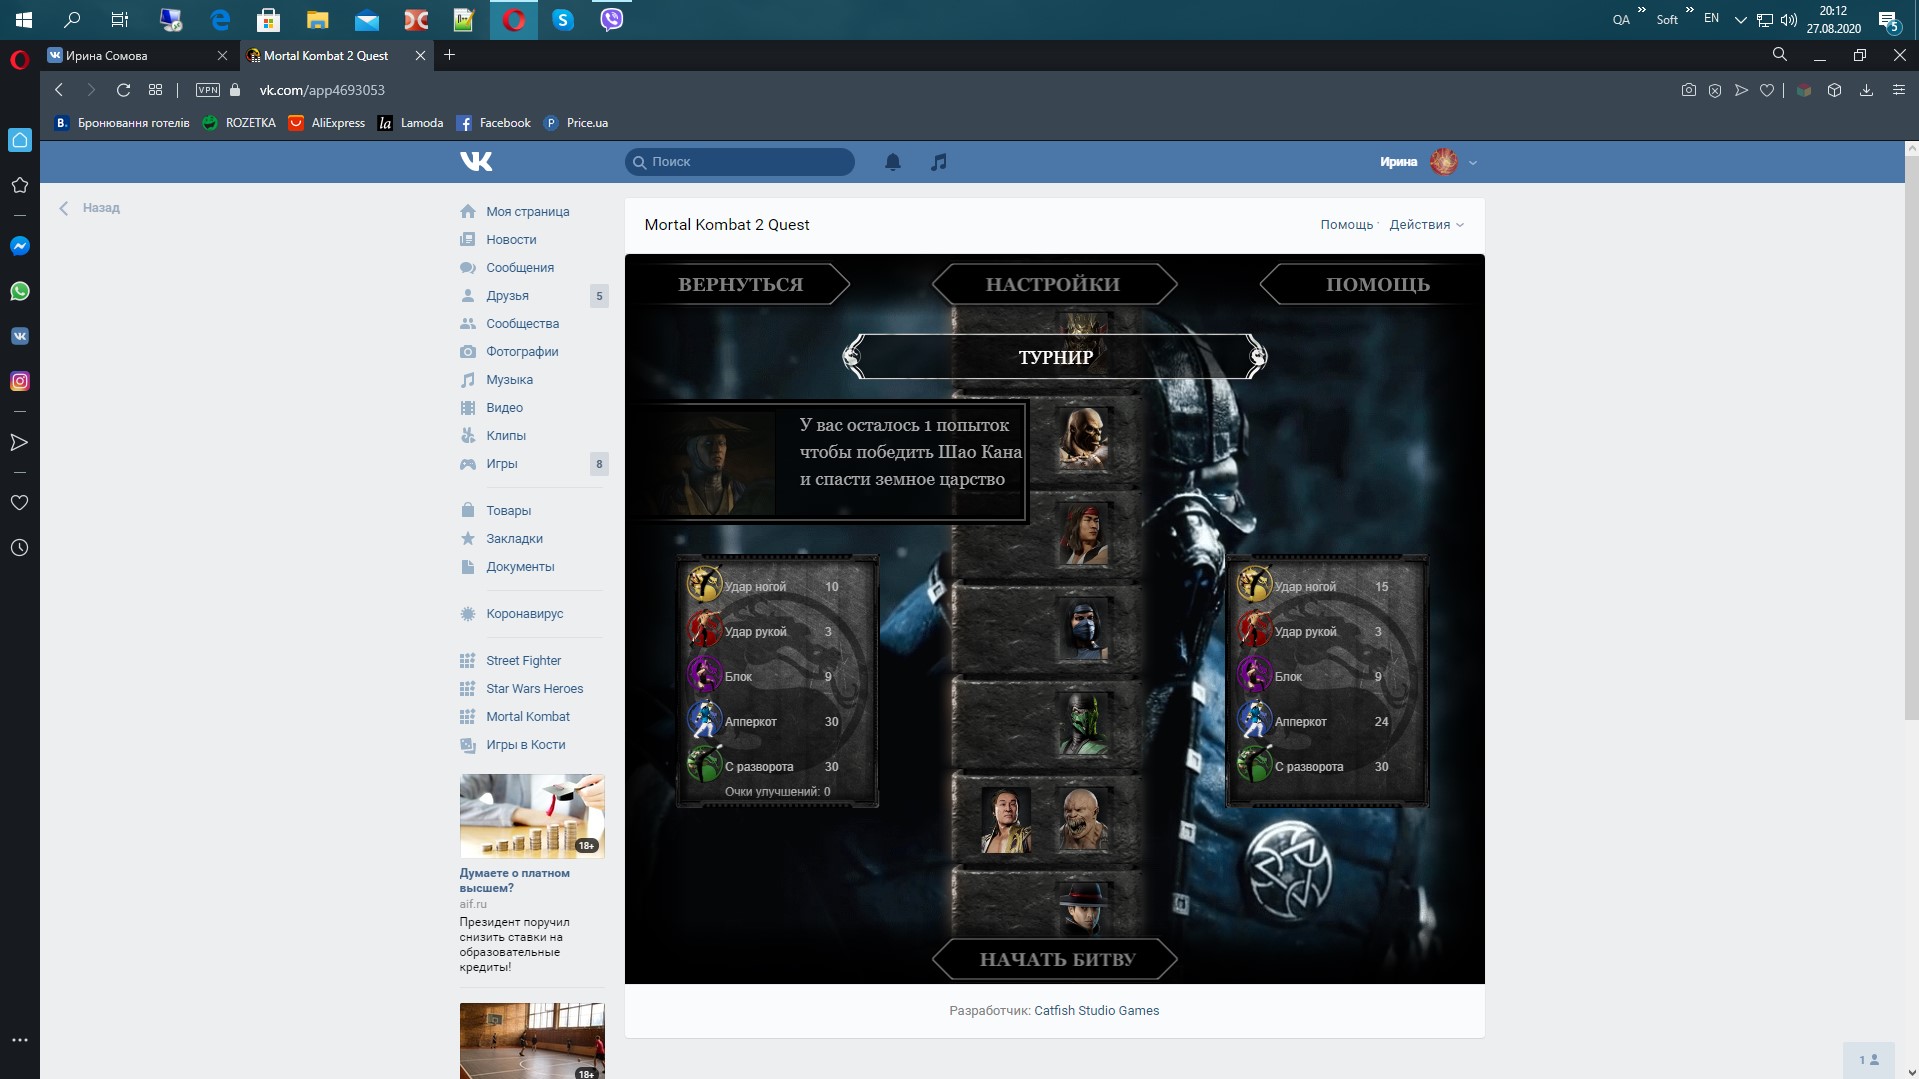 QA
Soft
EN
20:12
27.08.2020
5
Ирина Сомова
Mortal Kombat 2 Quest
VPN
vk.com/app4693053
B.
Бронювання готелів
ROZETKA
AliExpress
la
Lamoda
Facebook
P
Price.ua
Поиск
Ирина
Назад
Моя страница
Новости
Сообщения
Друзья
5
Сообщества
Фотографии
Музыка
Видео
Клипы
Игры
8
Товары
Закладки
Документы
Коронавирус
Street Fighter
Star Wars Heroes
Mortal Kombat
Игры в Кости
18+
Думаете о платном
высшем?
aif.ru
Президент поручил
снизить ставки на
образовательные
кредиты!
18+
Mortal Kombat 2 Quest
Помощь
Действия
ВЕРНУТЬСЯ
НАСТРОЙКИ
ПОМОЩЬ
ТУРНИР
У вас осталось 1 попыток
чтобы победить Шао Кана
и спасти земное царство
Удар ногой 10
Удар рукой 3
Блок 9
Апперкот 30
С разворота 30
Очки улучшений: 0
Удар ногой 15
Удар рукой 3
Блок 9
Апперкот 24
С разворота 30
НАЧАТЬ БИТВУ
Разработчик: Catfish Studio Games
1